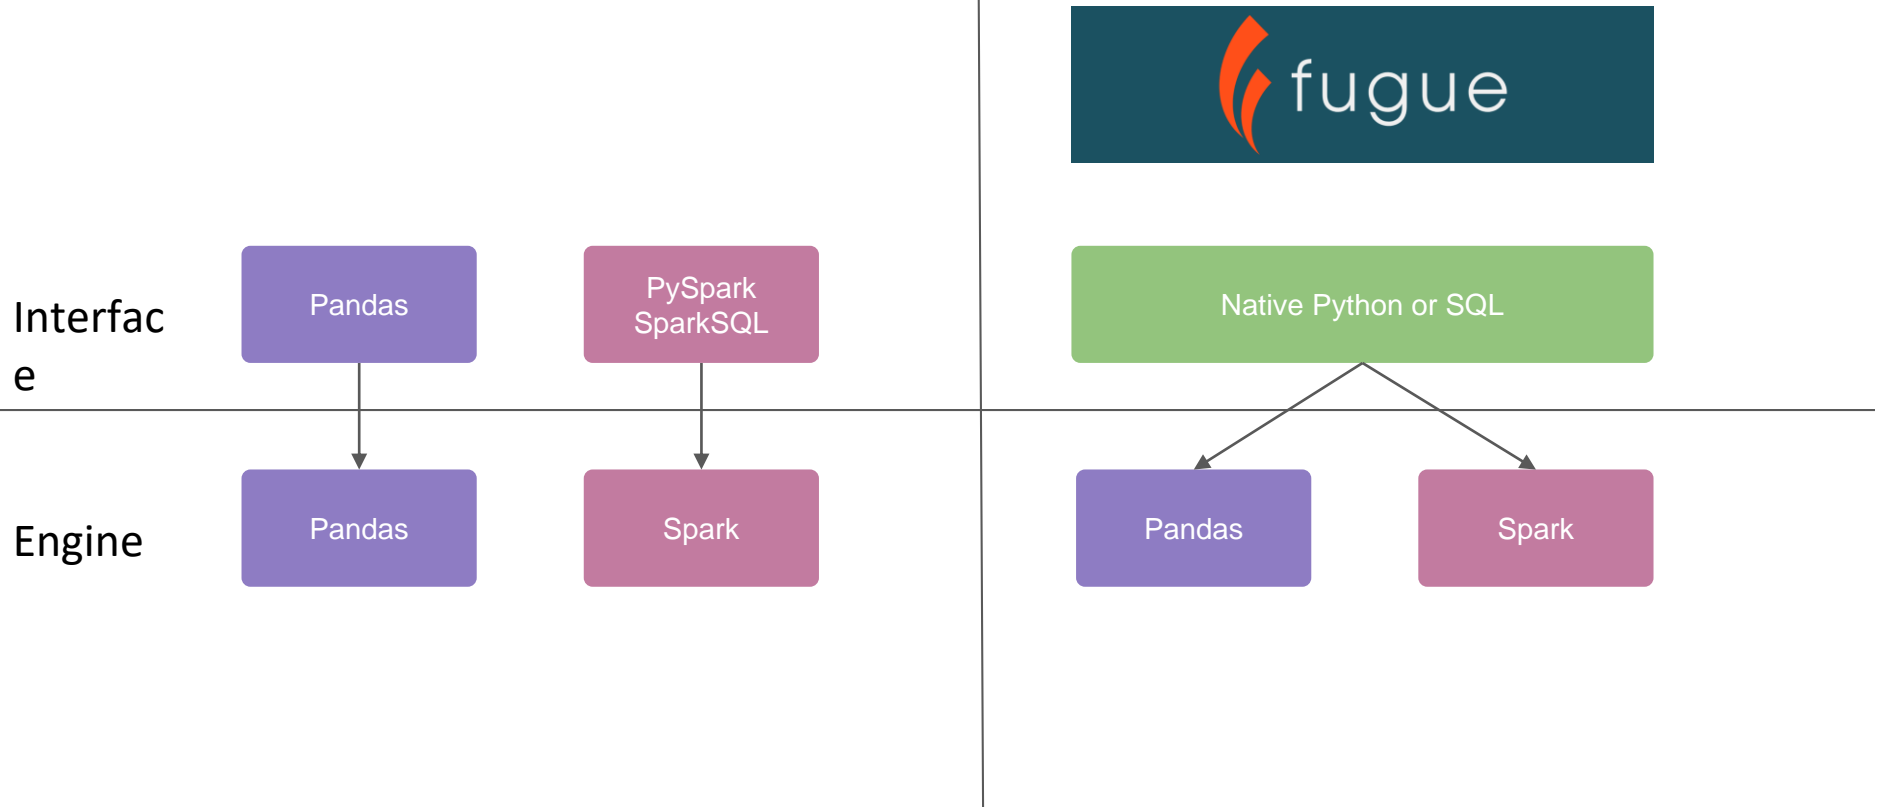 fugue
Interfac
e
Pandas
PySpark
SparkSQL
Native Python or SQL
Engine
Pandas
Spark
Pandas
Spark